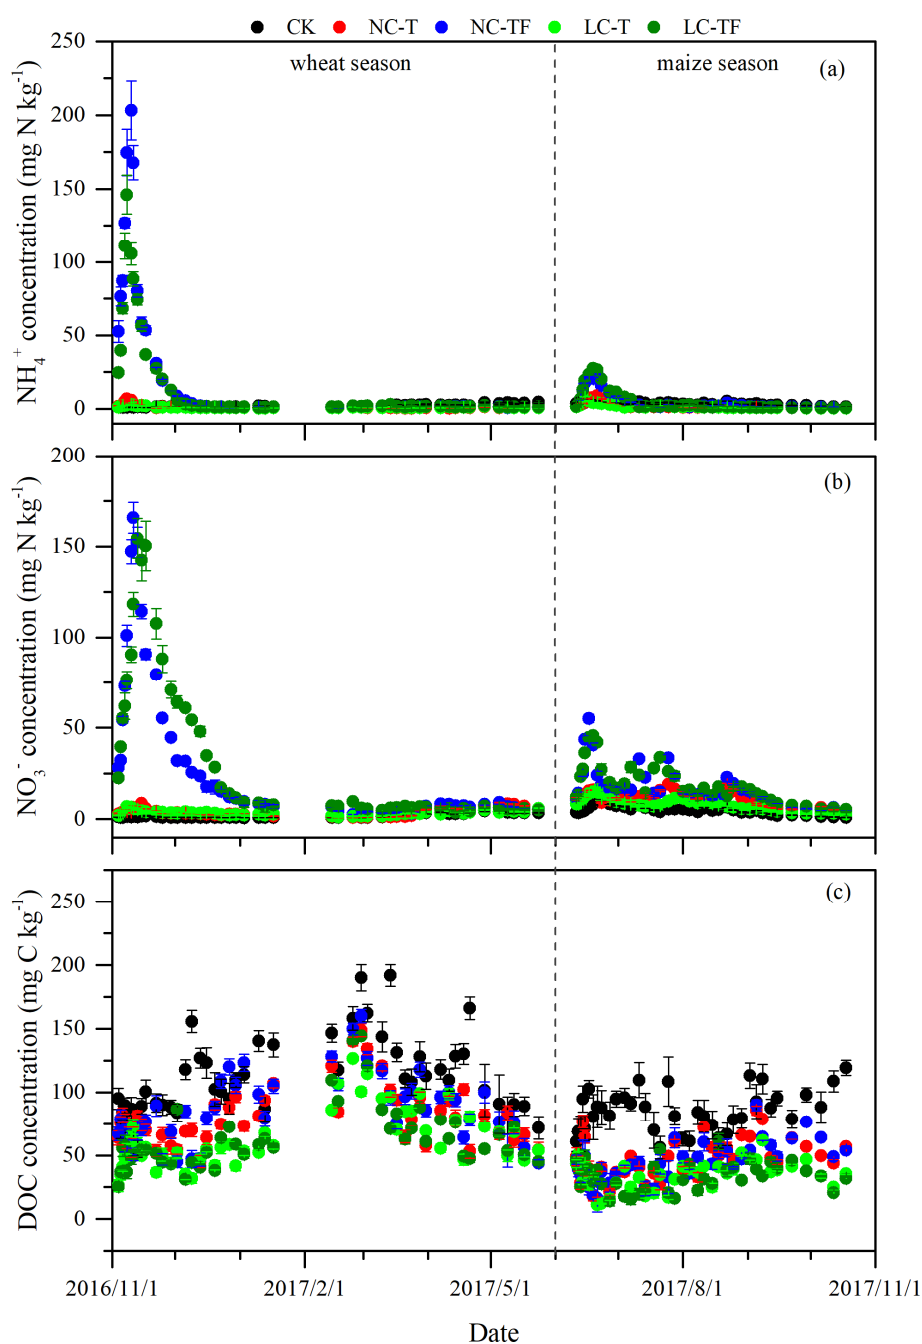 CK NC-T NC-TF LC-T LC-TF
250
200
150
100
50
0
NH₄⁺ concentration (mg N kg⁻¹)
wheat season
maize season
(a)
200
150
100
50
0
NO₃⁻ concentration (mg N kg⁻¹)
(b)
250
200
150
100
50
0
DOC concentration (mg C kg⁻¹)
(c)
2016/11/1 2017/2/1 2017/5/1 2017/8/1 2017/11/1
Date